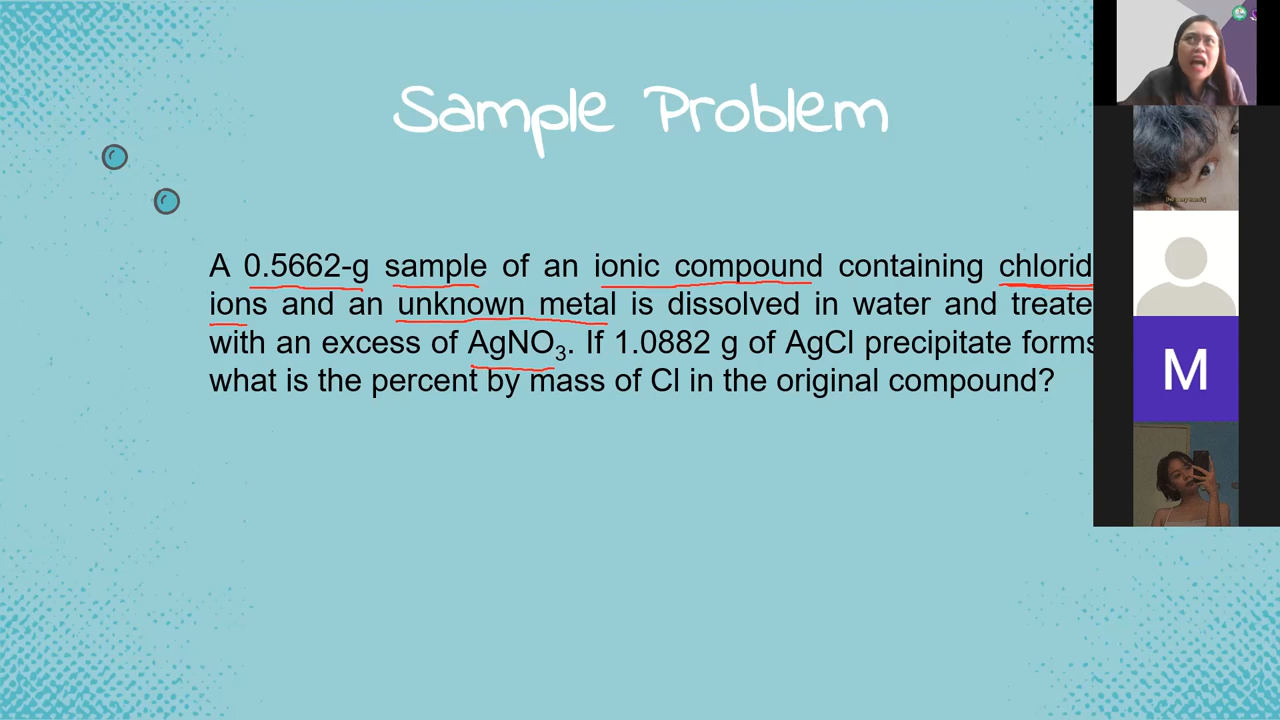 Sample Problem
A 0.5662-g sample of an ionic compound containing chlorid
ions and an unknown metal is dissolved in water and treate
with an excess of AgNO₃. If 1.0882 g of AgCl precipitate forms
what is the percent by mass of Cl in the original compound?
M